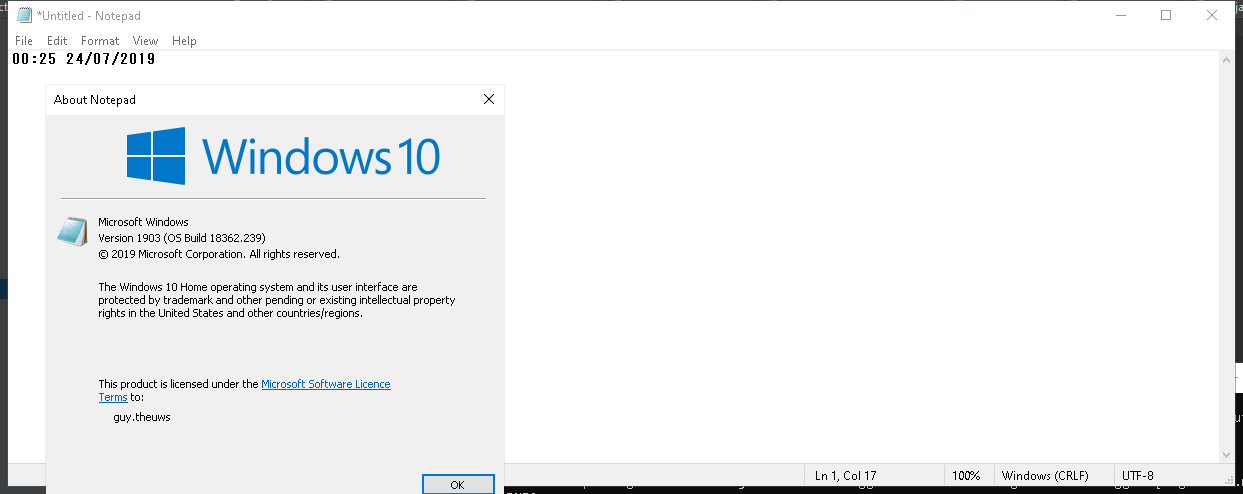 *Untitled - Notepad
File Edit Format View Help
00:25 24/07/2019
About Notepad
Windows 10
Microsoft Windows
Version 1903 (OS Build 18362.239)
© 2019 Microsoft Corporation. All rights reserved.
The Windows 10 Home operating system and its user interface are
protected by trademark and other pending or existing intellectual property
rights in the United States and other countries/regions.
This product is licensed under the Microsoft Software Licence
Terms to:
guy.theuws
OK
Ln 1, Col 17 100% Windows (CRLF) UTF-8